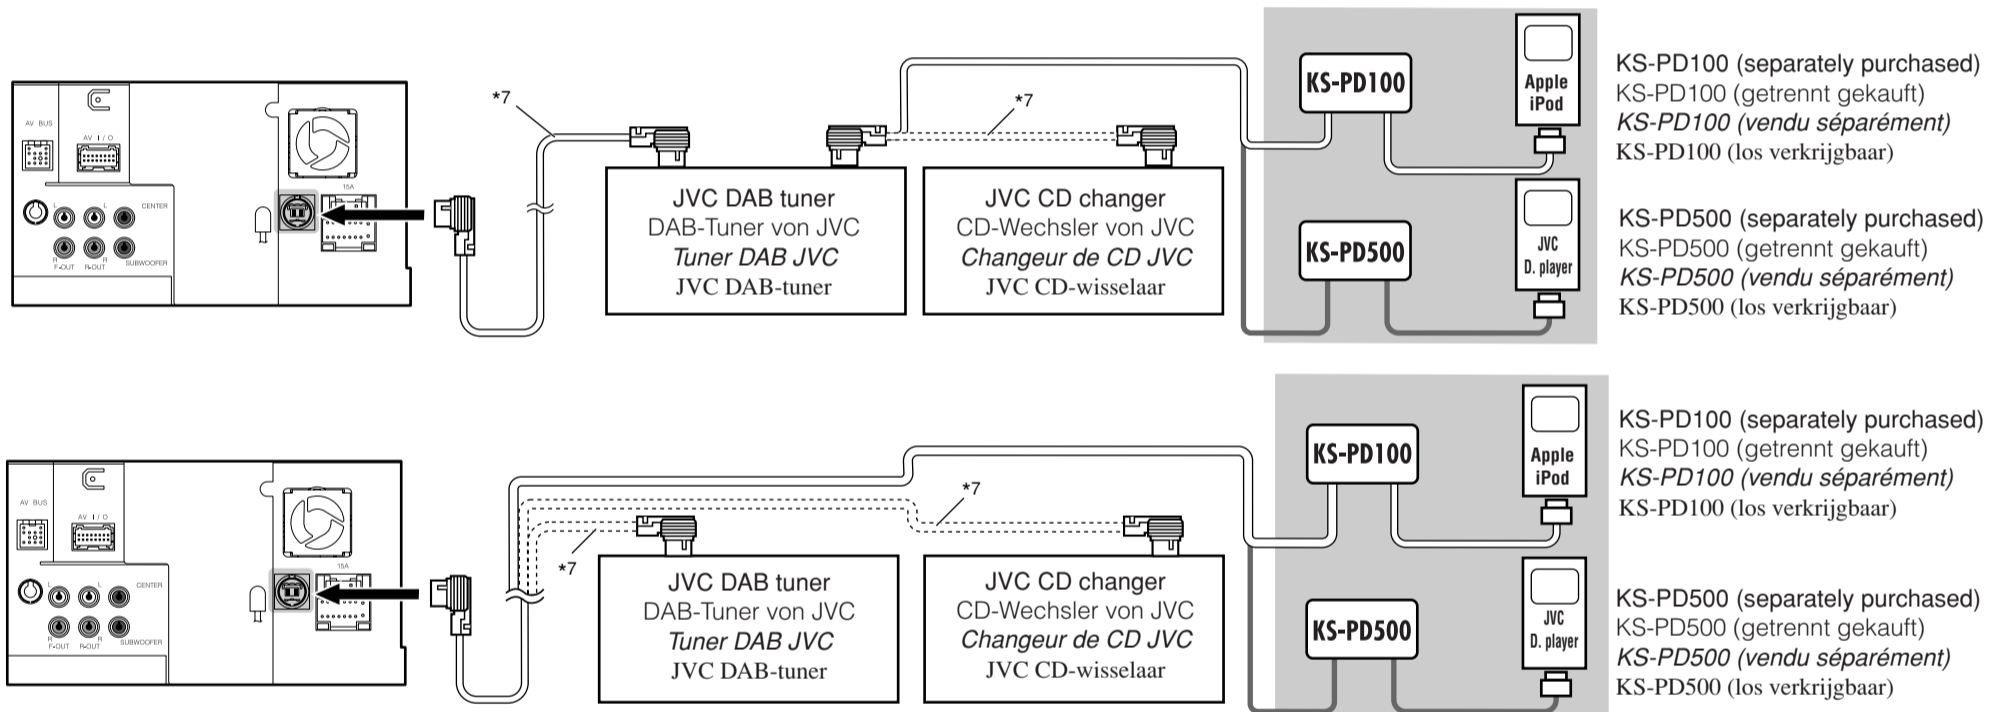 AV BUS
AV I / O
15A
L
L
CENTER
R
R
F-OUT
R-OUT
SUBWOOFER
*7
JVC DAB tuner
DAB-Tuner von JVC
Tuner DAB JVC
JVC DAB-tuner
*7
JVC CD changer
CD-Wechsler von JVC
Changeur de CD JVC
JVC CD-wisselaar
KS-PD100
Apple
iPod
KS-PD100 (separately purchased)
KS-PD100 (getrennt gekauft)
KS-PD100 (vendu séparément)
KS-PD100 (los verkrijgbaar)
KS-PD500
JVC
D. player
KS-PD500 (separately purchased)
KS-PD500 (getrennt gekauft)
KS-PD500 (vendu séparément)
KS-PD500 (los verkrijgbaar)
AV BUS
AV I / O
15A
L
L
CENTER
R
R
F-OUT
R-OUT
SUBWOOFER
*7
JVC DAB tuner
DAB-Tuner von JVC
Tuner DAB JVC
JVC DAB-tuner
*7
JVC CD changer
CD-Wechsler von JVC
Changeur de CD JVC
JVC CD-wisselaar
KS-PD100
Apple
iPod
KS-PD100 (separately purchased)
KS-PD100 (getrennt gekauft)
KS-PD100 (vendu séparément)
KS-PD100 (los verkrijgbaar)
KS-PD500
JVC
D. player
KS-PD500 (separately purchased)
KS-PD500 (getrennt gekauft)
KS-PD500 (vendu séparément)
KS-PD500 (los verkrijgbaar)